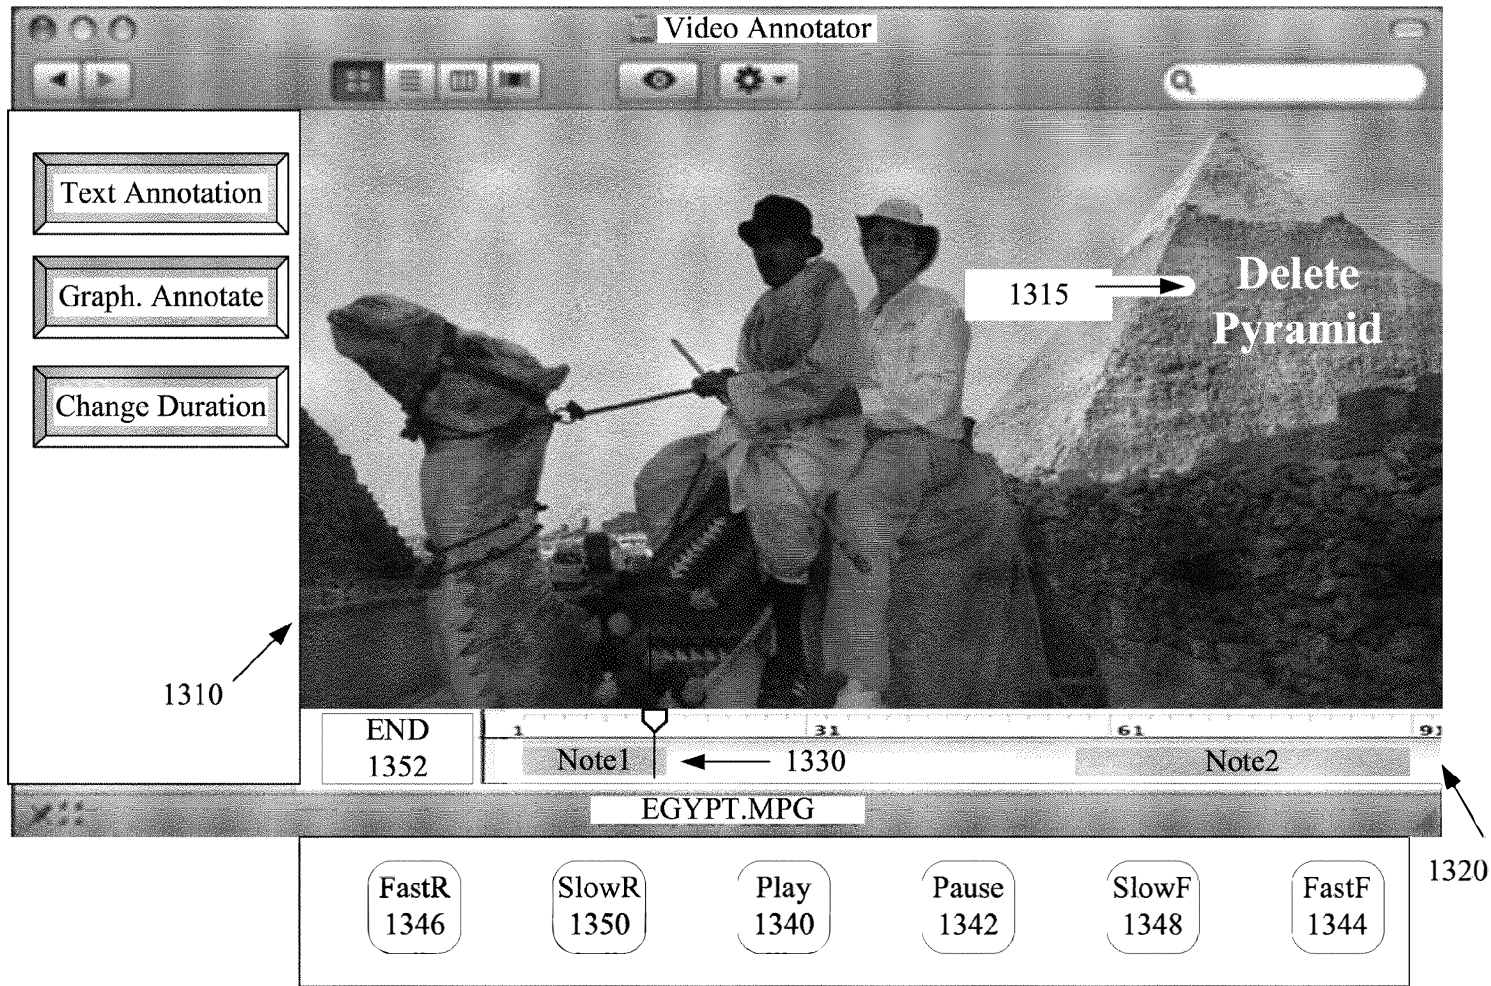 Video Annotator
Text Annotation
Graph. Annotate
Change Duration
1315
Delete
Pyramid
1310
END
1352
1 31 61 91
Note1
1330
Note2
EGYPT.MPG
1320
FastR
1346
SlowR
1350
Play
1340
Pause
1342
SlowF
1348
FastF
1344